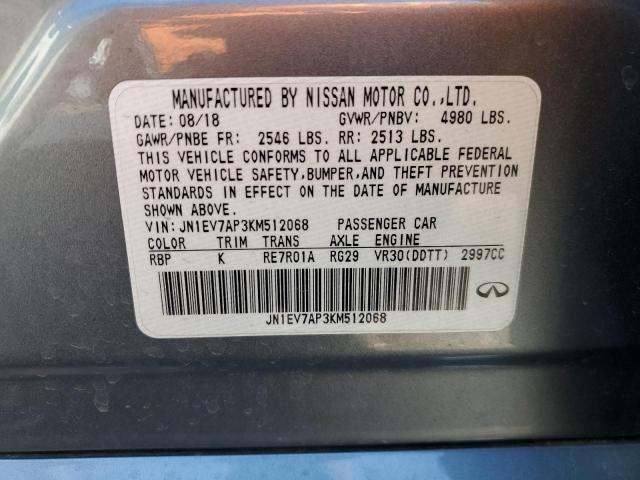 MANUFACTURED BY NISSAN MOTOR CO.,LTD.
DATE: 08/18 GVWR/PNBV: 4980 LBS.
GAWR/PNBE FR: 2546 LBS. RR: 2513 LBS.
THIS VEHICLE CONFORMS TO ALL APPLICABLE FEDERAL
MOTOR VEHICLE SAFETY,BUMPER,AND THEFT PREVENTION
STANDARDS IN EFFECT ON THE DATE OF MANUFACTURE
SHOWN ABOVE.
VIN: JN1EV7AP3KM512068 PASSENGER CAR
COLOR TRIM TRANS AXLE ENGINE
RBP K RE7R01A RG29 VR30(DDTT) 2997CC
JN1EV7AP3KM512068